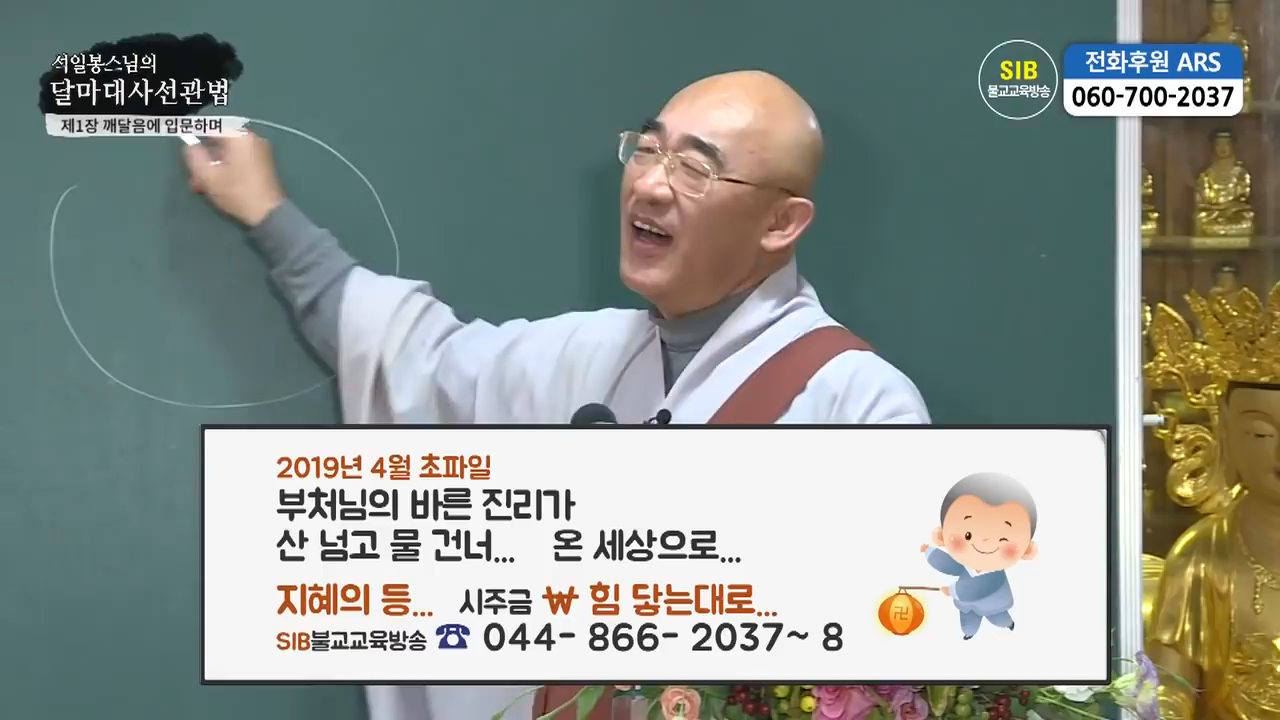 석일봉스님의
달마대사선관법
제1장 깨달음에 입문하며
SIB
불교교육방송
전화후원 ARS
060-700-2037
2019년 4월 초파일
부처님의 바른 진리가
산 넘고 물 건너... 온 세상으로...
지혜의 등... 시주금 ₩ 힘 닿는대로...
SIB불교교육방송 ☎ 044- 866- 2037~ 8
卍